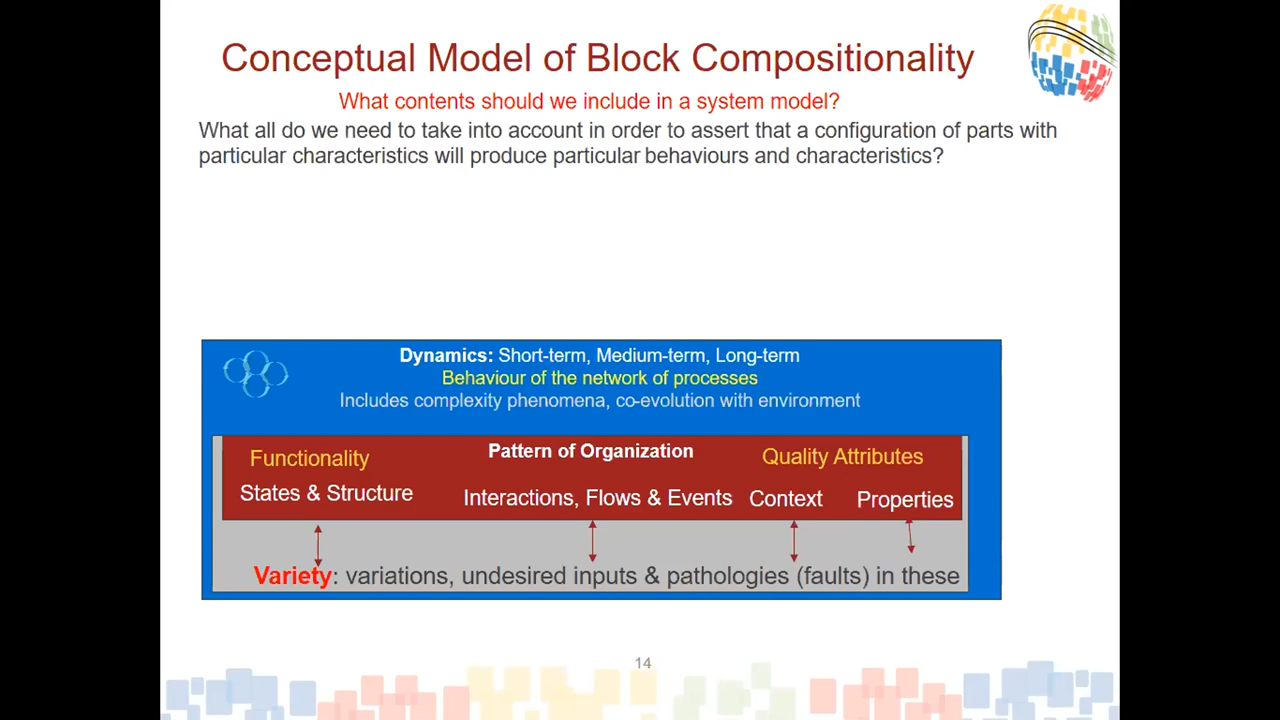 Conceptual Model of Block Compositionality
What contents should we include in a system model?
What all do we need to take into account in order to assert that a configuration of parts with
particular characteristics will produce particular behaviours and characteristics?
Dynamics: Short-term, Medium-term, Long-term
Behaviour of the network of processes
Includes complexity phenomena, co-evolution with environment
Functionality
Pattern of Organization
Quality Attributes
States & Structure
Interactions, Flows & Events
Context
Properties
Variety: variations, undesired inputs & pathologies (faults) in these
14